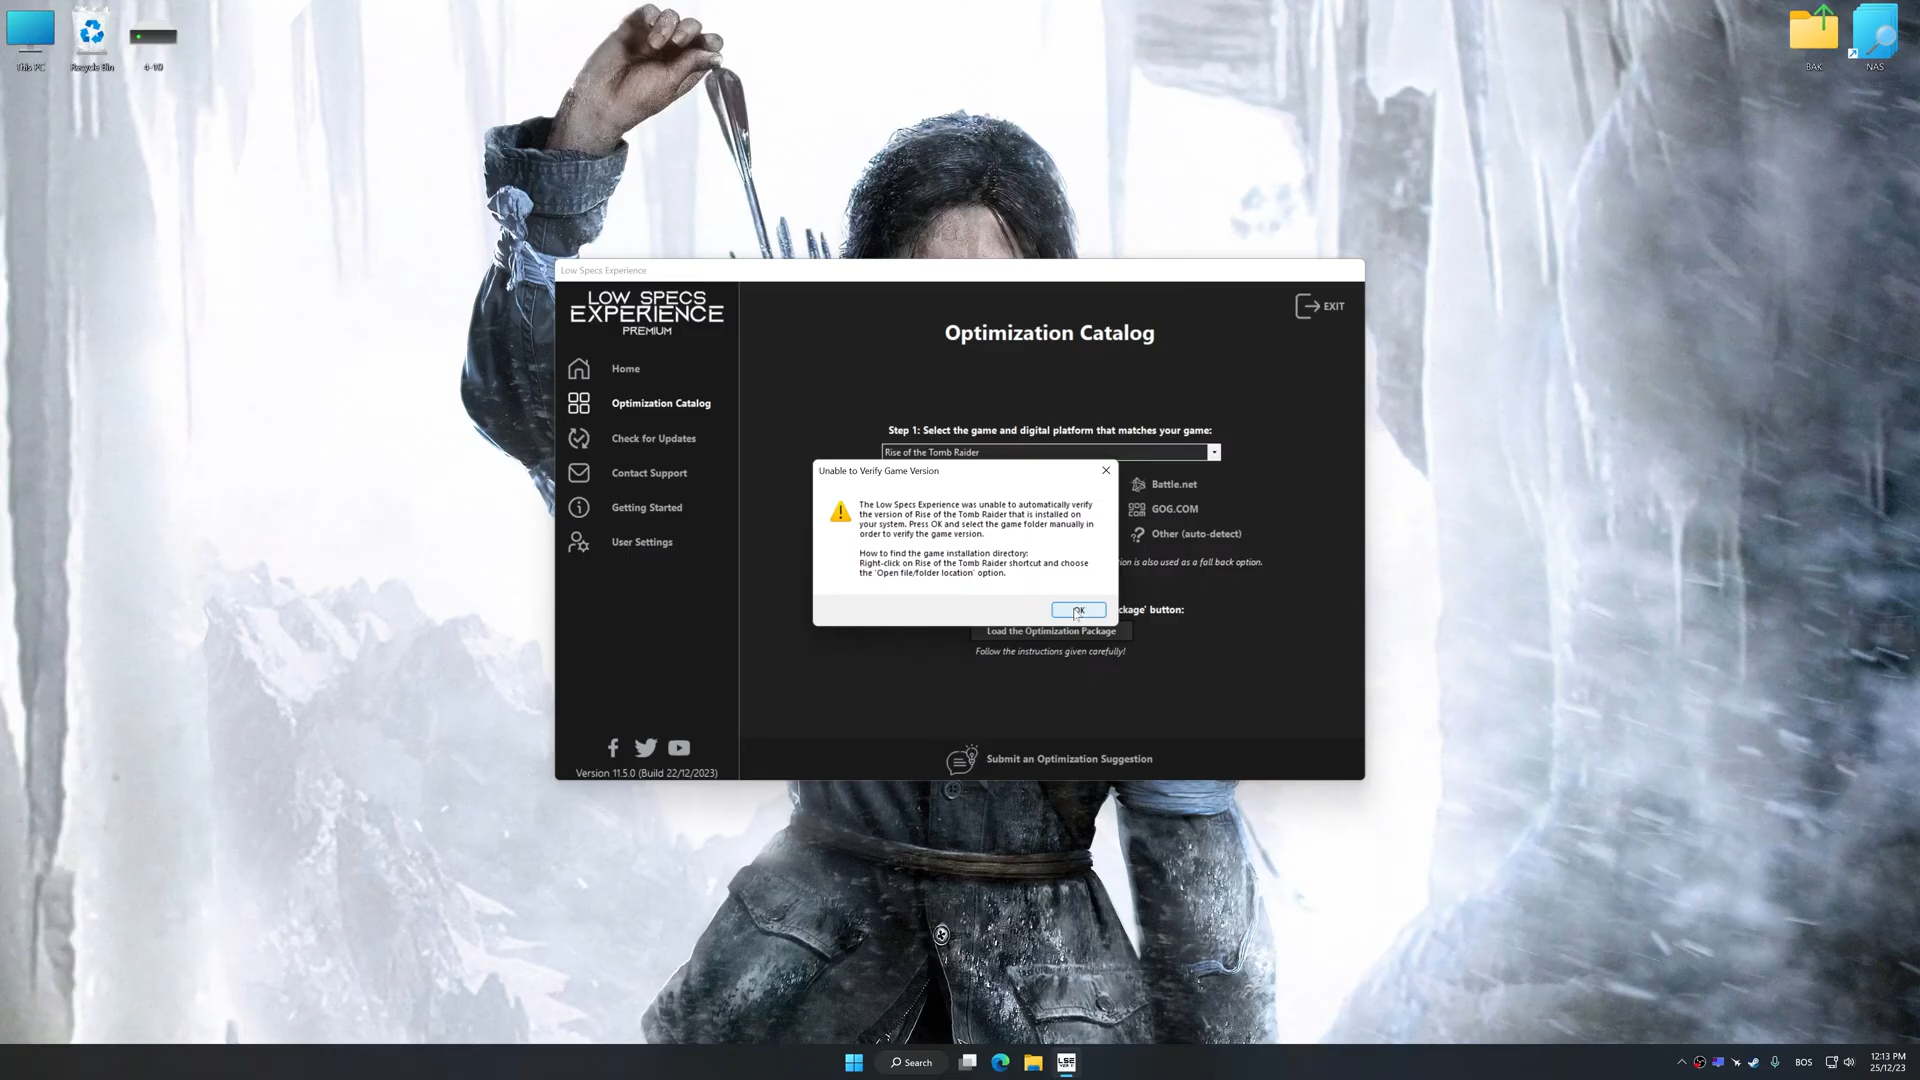 This PC
Recycle Bin
4-10
BAK
NAS
Low Specs Experience
LOW SPECS
EXPERIENCE
PREMIUM
Home
Optimization Catalog
Check for Updates
Contact Support
Getting Started
User Settings
Version 11.5.0 (Build 22/12/2023)
EXIT
Optimization Catalog
Step 1: Select the game and digital platform that matches your game:
Rise of the Tomb Raider
Battle.net
GOG.COM
Other (auto-detect)
is also used as a fall back option.
Unable to Verify Game Version
The Low Specs Experience was unable to automatically verify
the version of Rise of the Tomb Raider that is installed on
your system. Press OK and select the game folder manually in
order to verify the game version.
How to find the game installation directory:
Right-click on Rise of the Tomb Raider shortcut and choose
the 'Open file/folder location' option.
OK
button:
Load the Optimization Package
Follow the instructions given carefully!
Submit an Optimization Suggestion
Search
LSE
BOS
12:13 PM
25/12/23